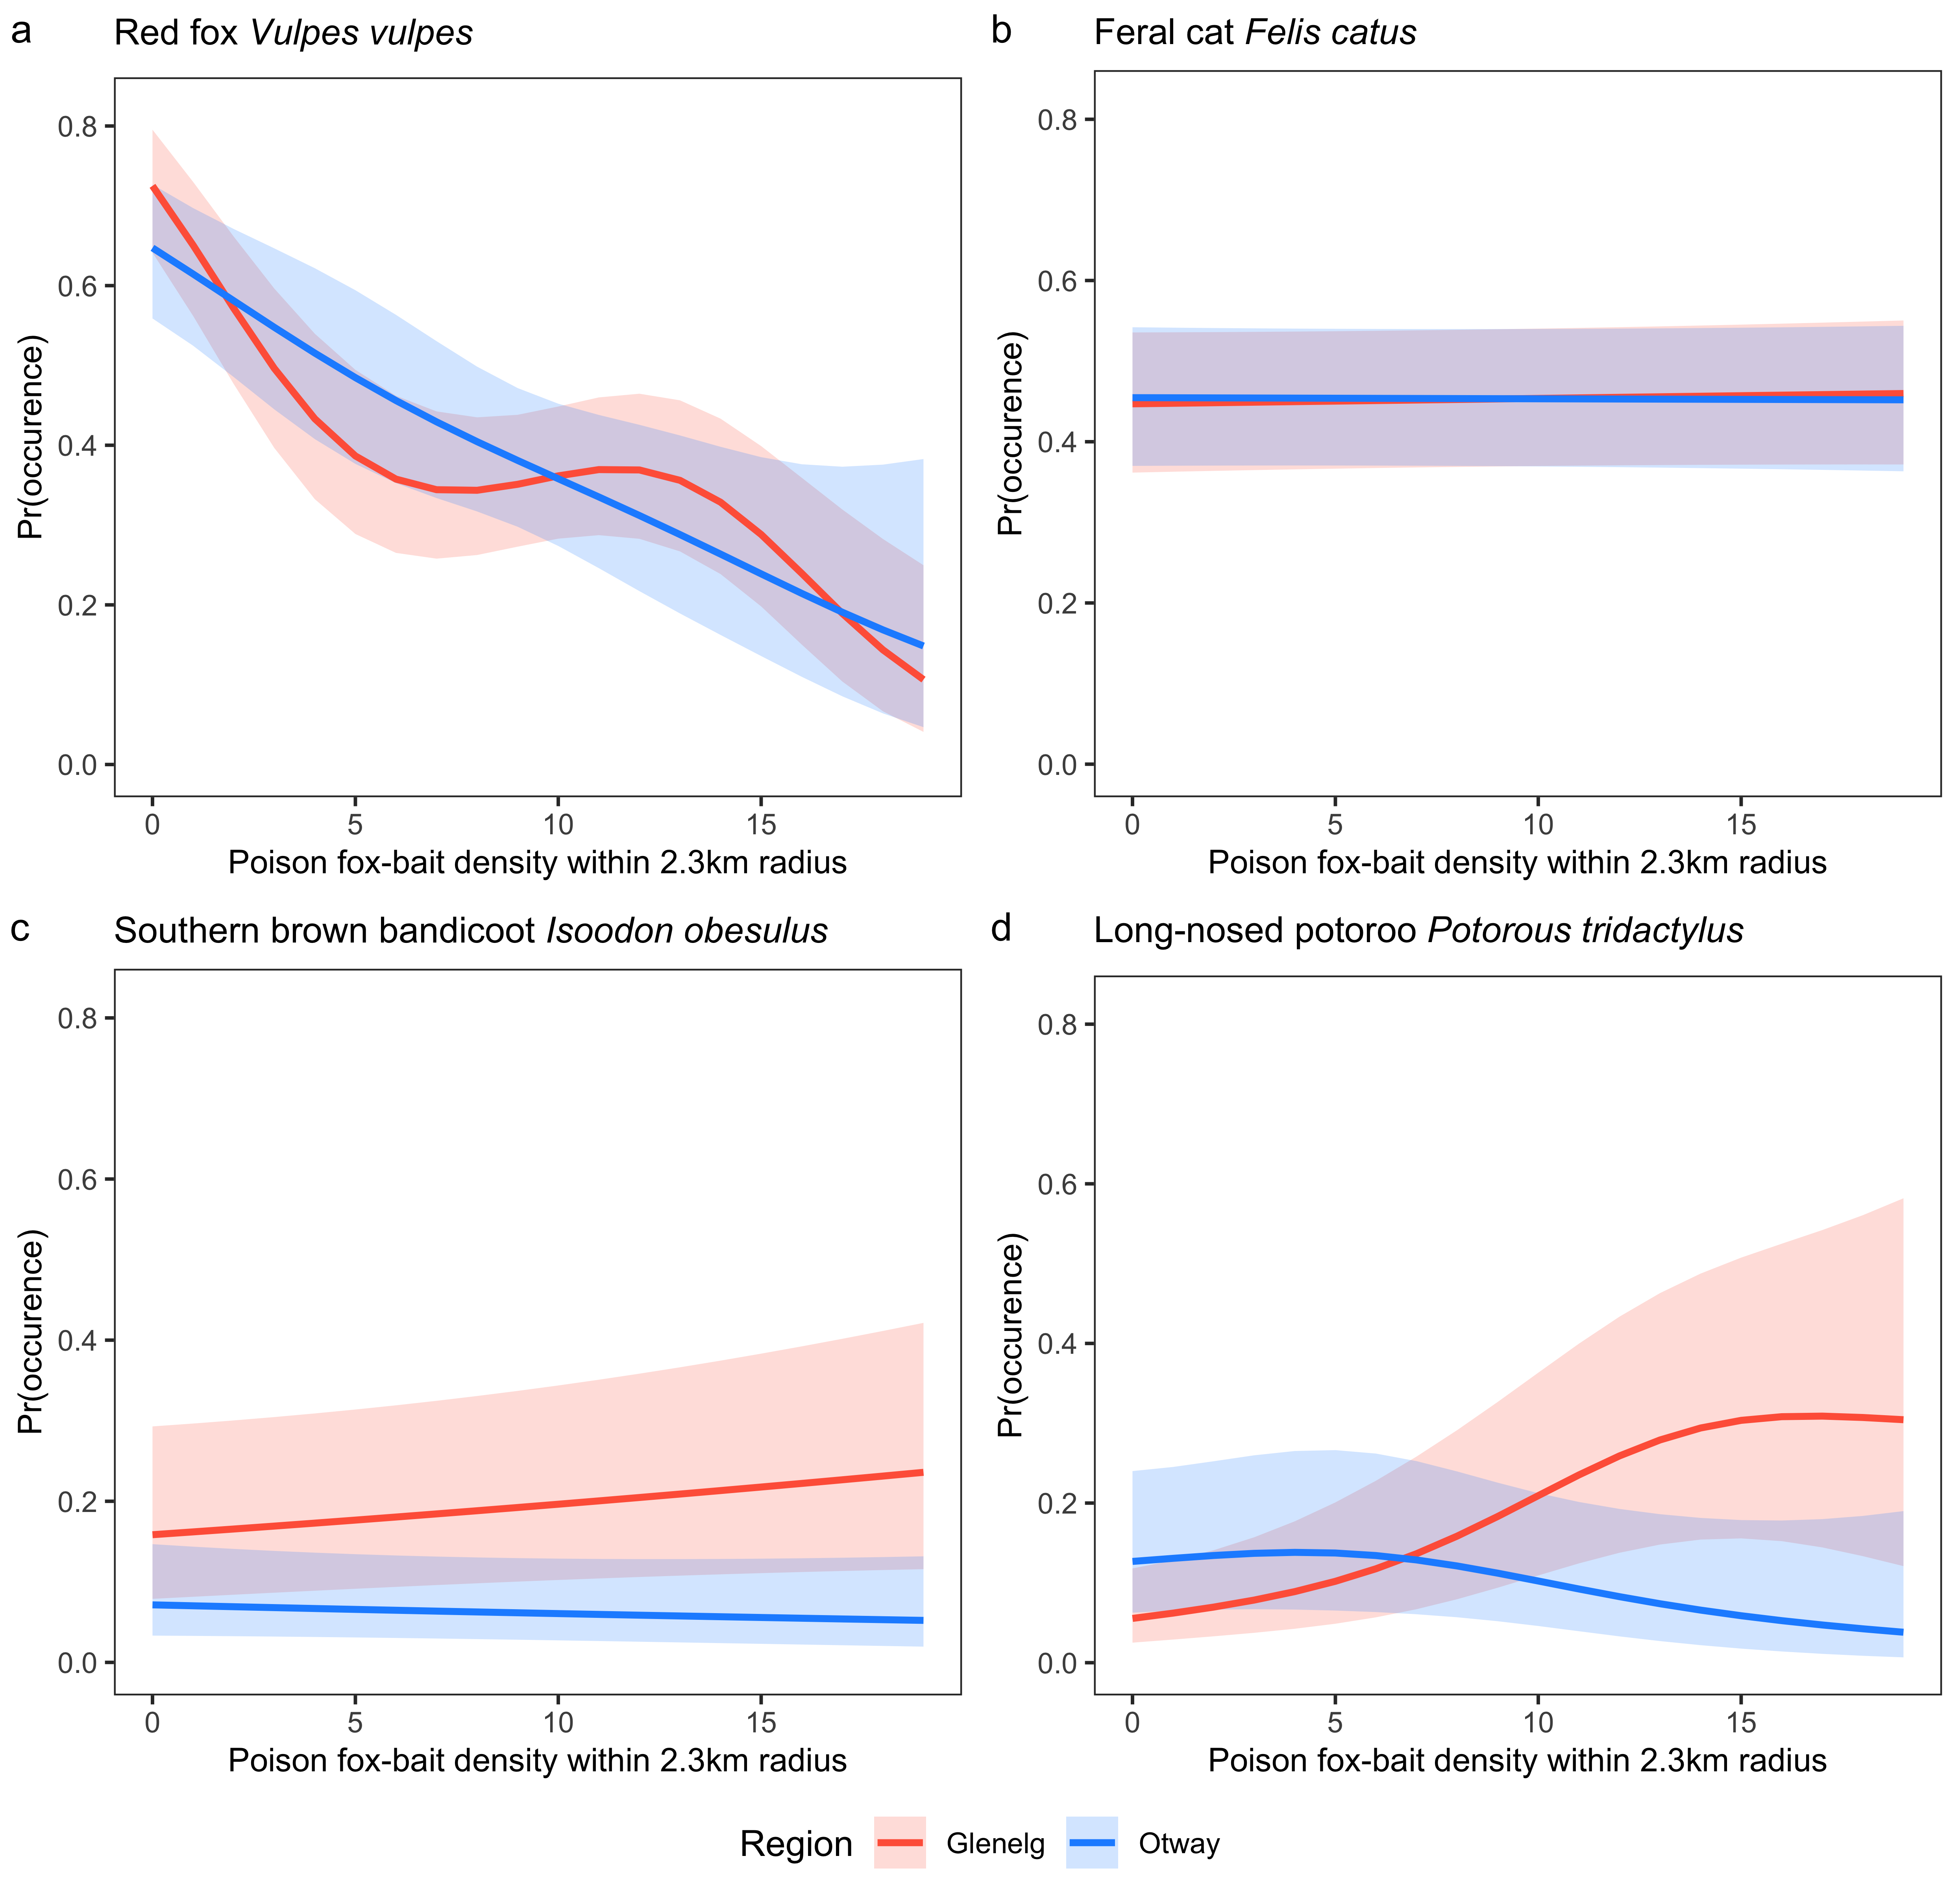 a Red fox Vulpes vulpes
0.8
0.6
0.4
0.2
0.0
Pr(occurence)
0 5 10 15
Poison fox-bait density within 2.3km radius
b Feral cat Felis catus
0.8
0.6
0.4
0.2
0.0
Pr(occurence)
0 5 10 15
Poison fox-bait density within 2.3km radius
c Southern brown bandicoot Isoodon obesulus
0.8
0.6
0.4
0.2
0.0
Pr(occurence)
0 5 10 15
Poison fox-bait density within 2.3km radius
d Long-nosed potoroo Potorous tridactylus
0.8
0.6
0.4
0.2
0.0
Pr(occurence)
0 5 10 15
Poison fox-bait density within 2.3km radius
Region Glenelg Otway